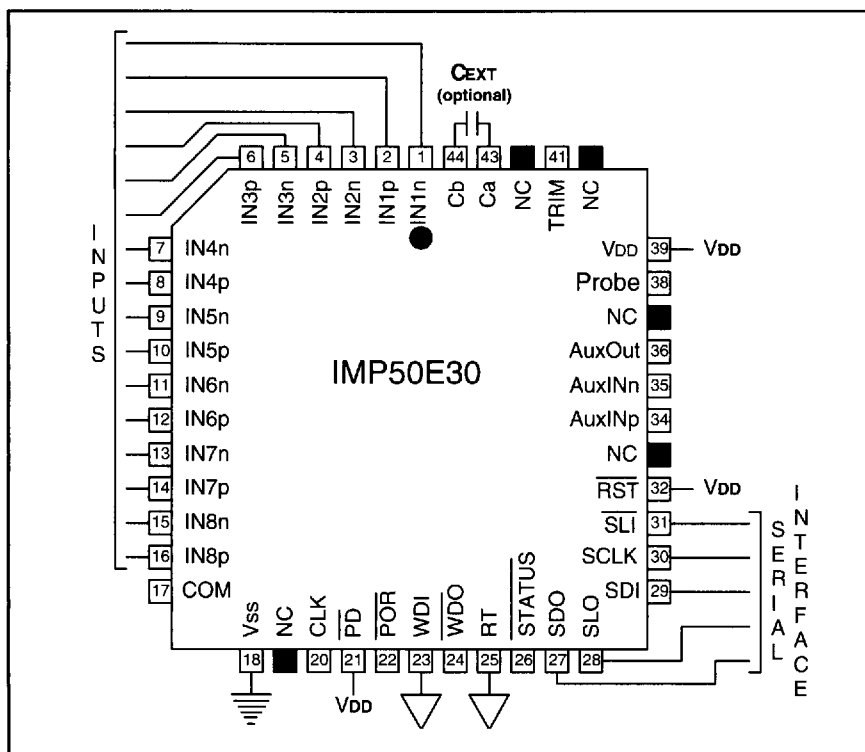 CEXT
(optional)
6 5 4 3 2 1 44 43 41
IN3p IN3n IN2p IN2n IN1p IN1n Cb Ca NC TRIM NC
INPUTS
7 IN4n
8 IN4p
9 IN5n
10 IN5p
11 IN6n
12 IN6p
13 IN7n
14 IN7p
15 IN8n
16 IN8p
17 COM
IMP50E30
VDD 39 VDD
Probe 38
NC
AuxOut 36
AuxINn 35
AuxINp 34
NC
RST 32 VDD
SLI 31
SCLK 30
SDI 29
SERIAL
INTERFACE
Vss NC CLK PD POR WDI WDO RT STATUS SDO SLO
18 20 21 22 23 24 25 26 27 28
VDD